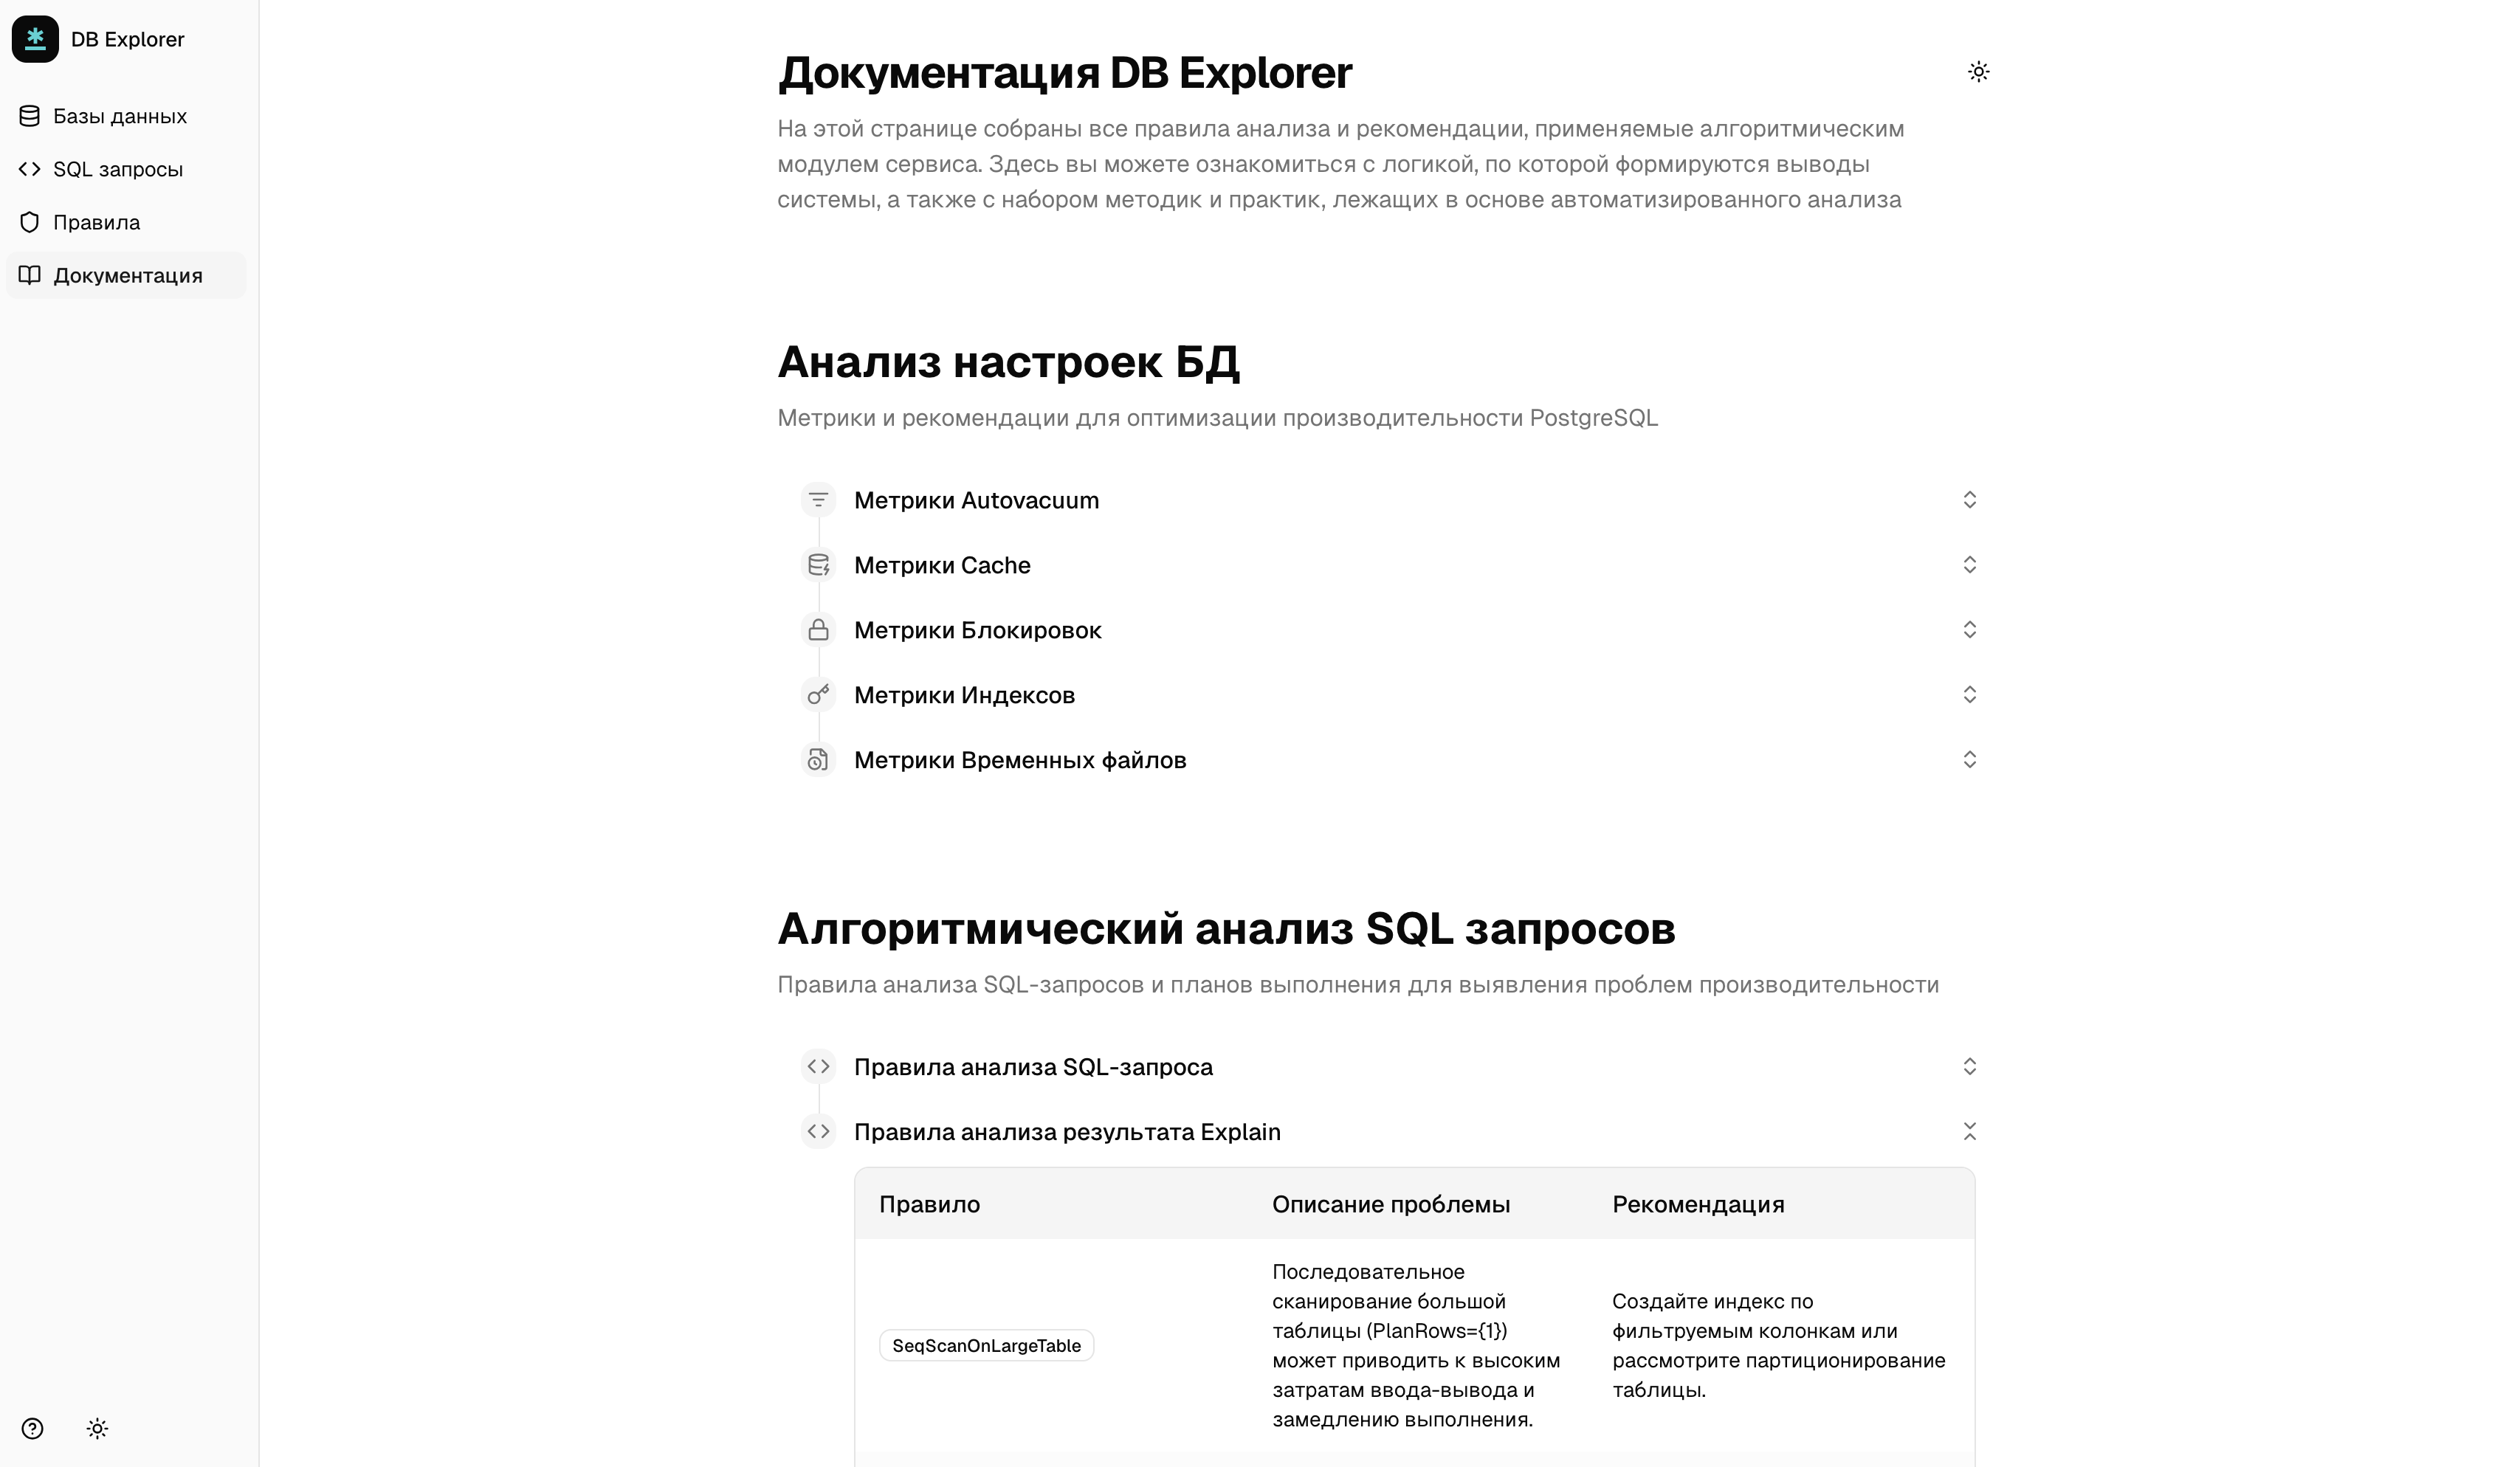 DB Explorer
Базы данных
SQL запросы
Правила
Документация
Документация DB Explorer
На этой странице собраны все правила анализа и рекомендации, применяемые алгоритмическим
модулем сервиса. Здесь вы можете ознакомиться с логикой, по которой формируются выводы
системы, а также с набором методик и практик, лежащих в основе автоматизированного анализа
Анализ настроек БД
Метрики и рекомендации для оптимизации производительности PostgreSQL
Метрики Autovacuum
Метрики Cache
Метрики Блокировок
Метрики Индексов
Метрики Временных файлов
Алгоритмический анализ SQL запросов
Правила анализа SQL-запросов и планов выполнения для выявления проблем производительности
Правила анализа SQL-запроса
Правила анализа результата Explain
Правило
Описание проблемы
Рекомендация
SeqScanOnLargeTable
Последовательное
сканирование большой
таблицы (PlanRows={1})
может приводить к высоким
затратам ввода-вывода и
замедлению выполнения.
Создайте индекс по
фильтруемым колонкам или
рассмотрите партиционирование
таблицы.